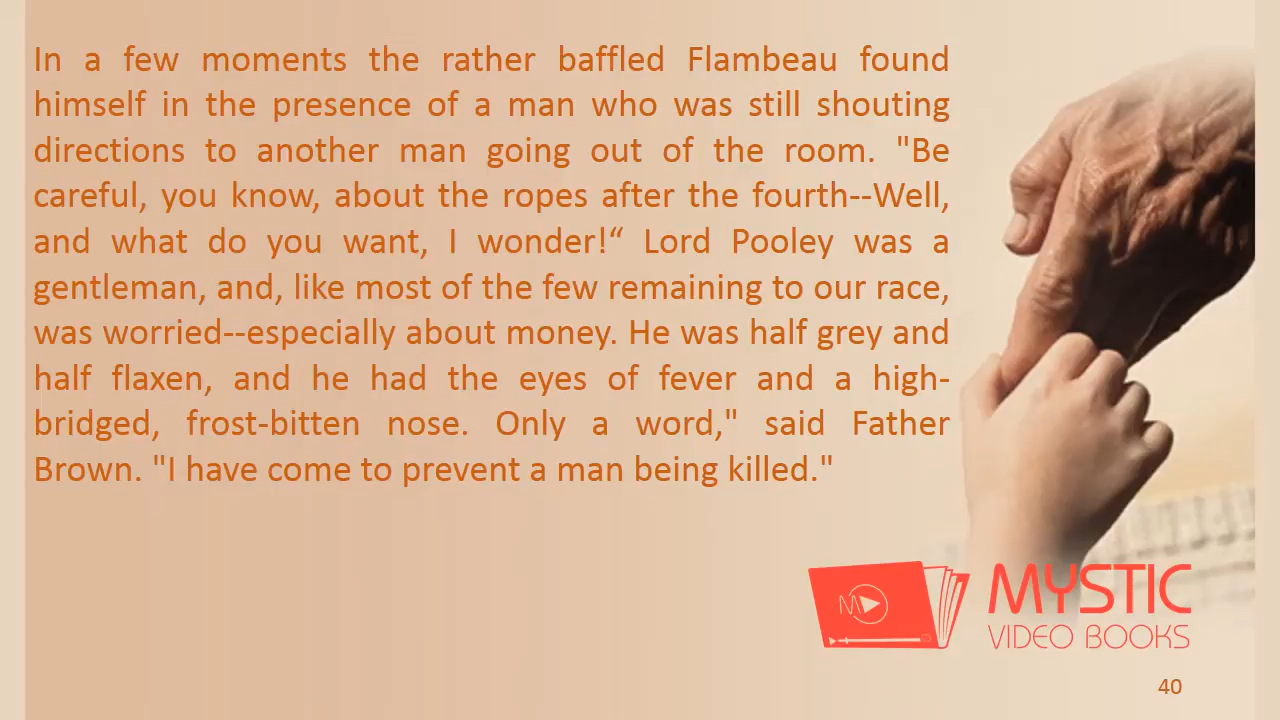 In a few moments the rather baffled Flambeau found
himself in the presence of a man who was still shouting
directions to another man going out of the room. "Be
careful, you know, about the ropes after the fourth--Well,
and what do you want, I wonder!“ Lord Pooley was a
gentleman, and, like most of the few remaining to our race,
was worried--especially about money. He was half grey and
half flaxen, and he had the eyes of fever and a high-
bridged, frost-bitten nose. Only a word," said Father
Brown. "I have come to prevent a man being killed."
M
MYSTIC
VIDEO BOOKS
40